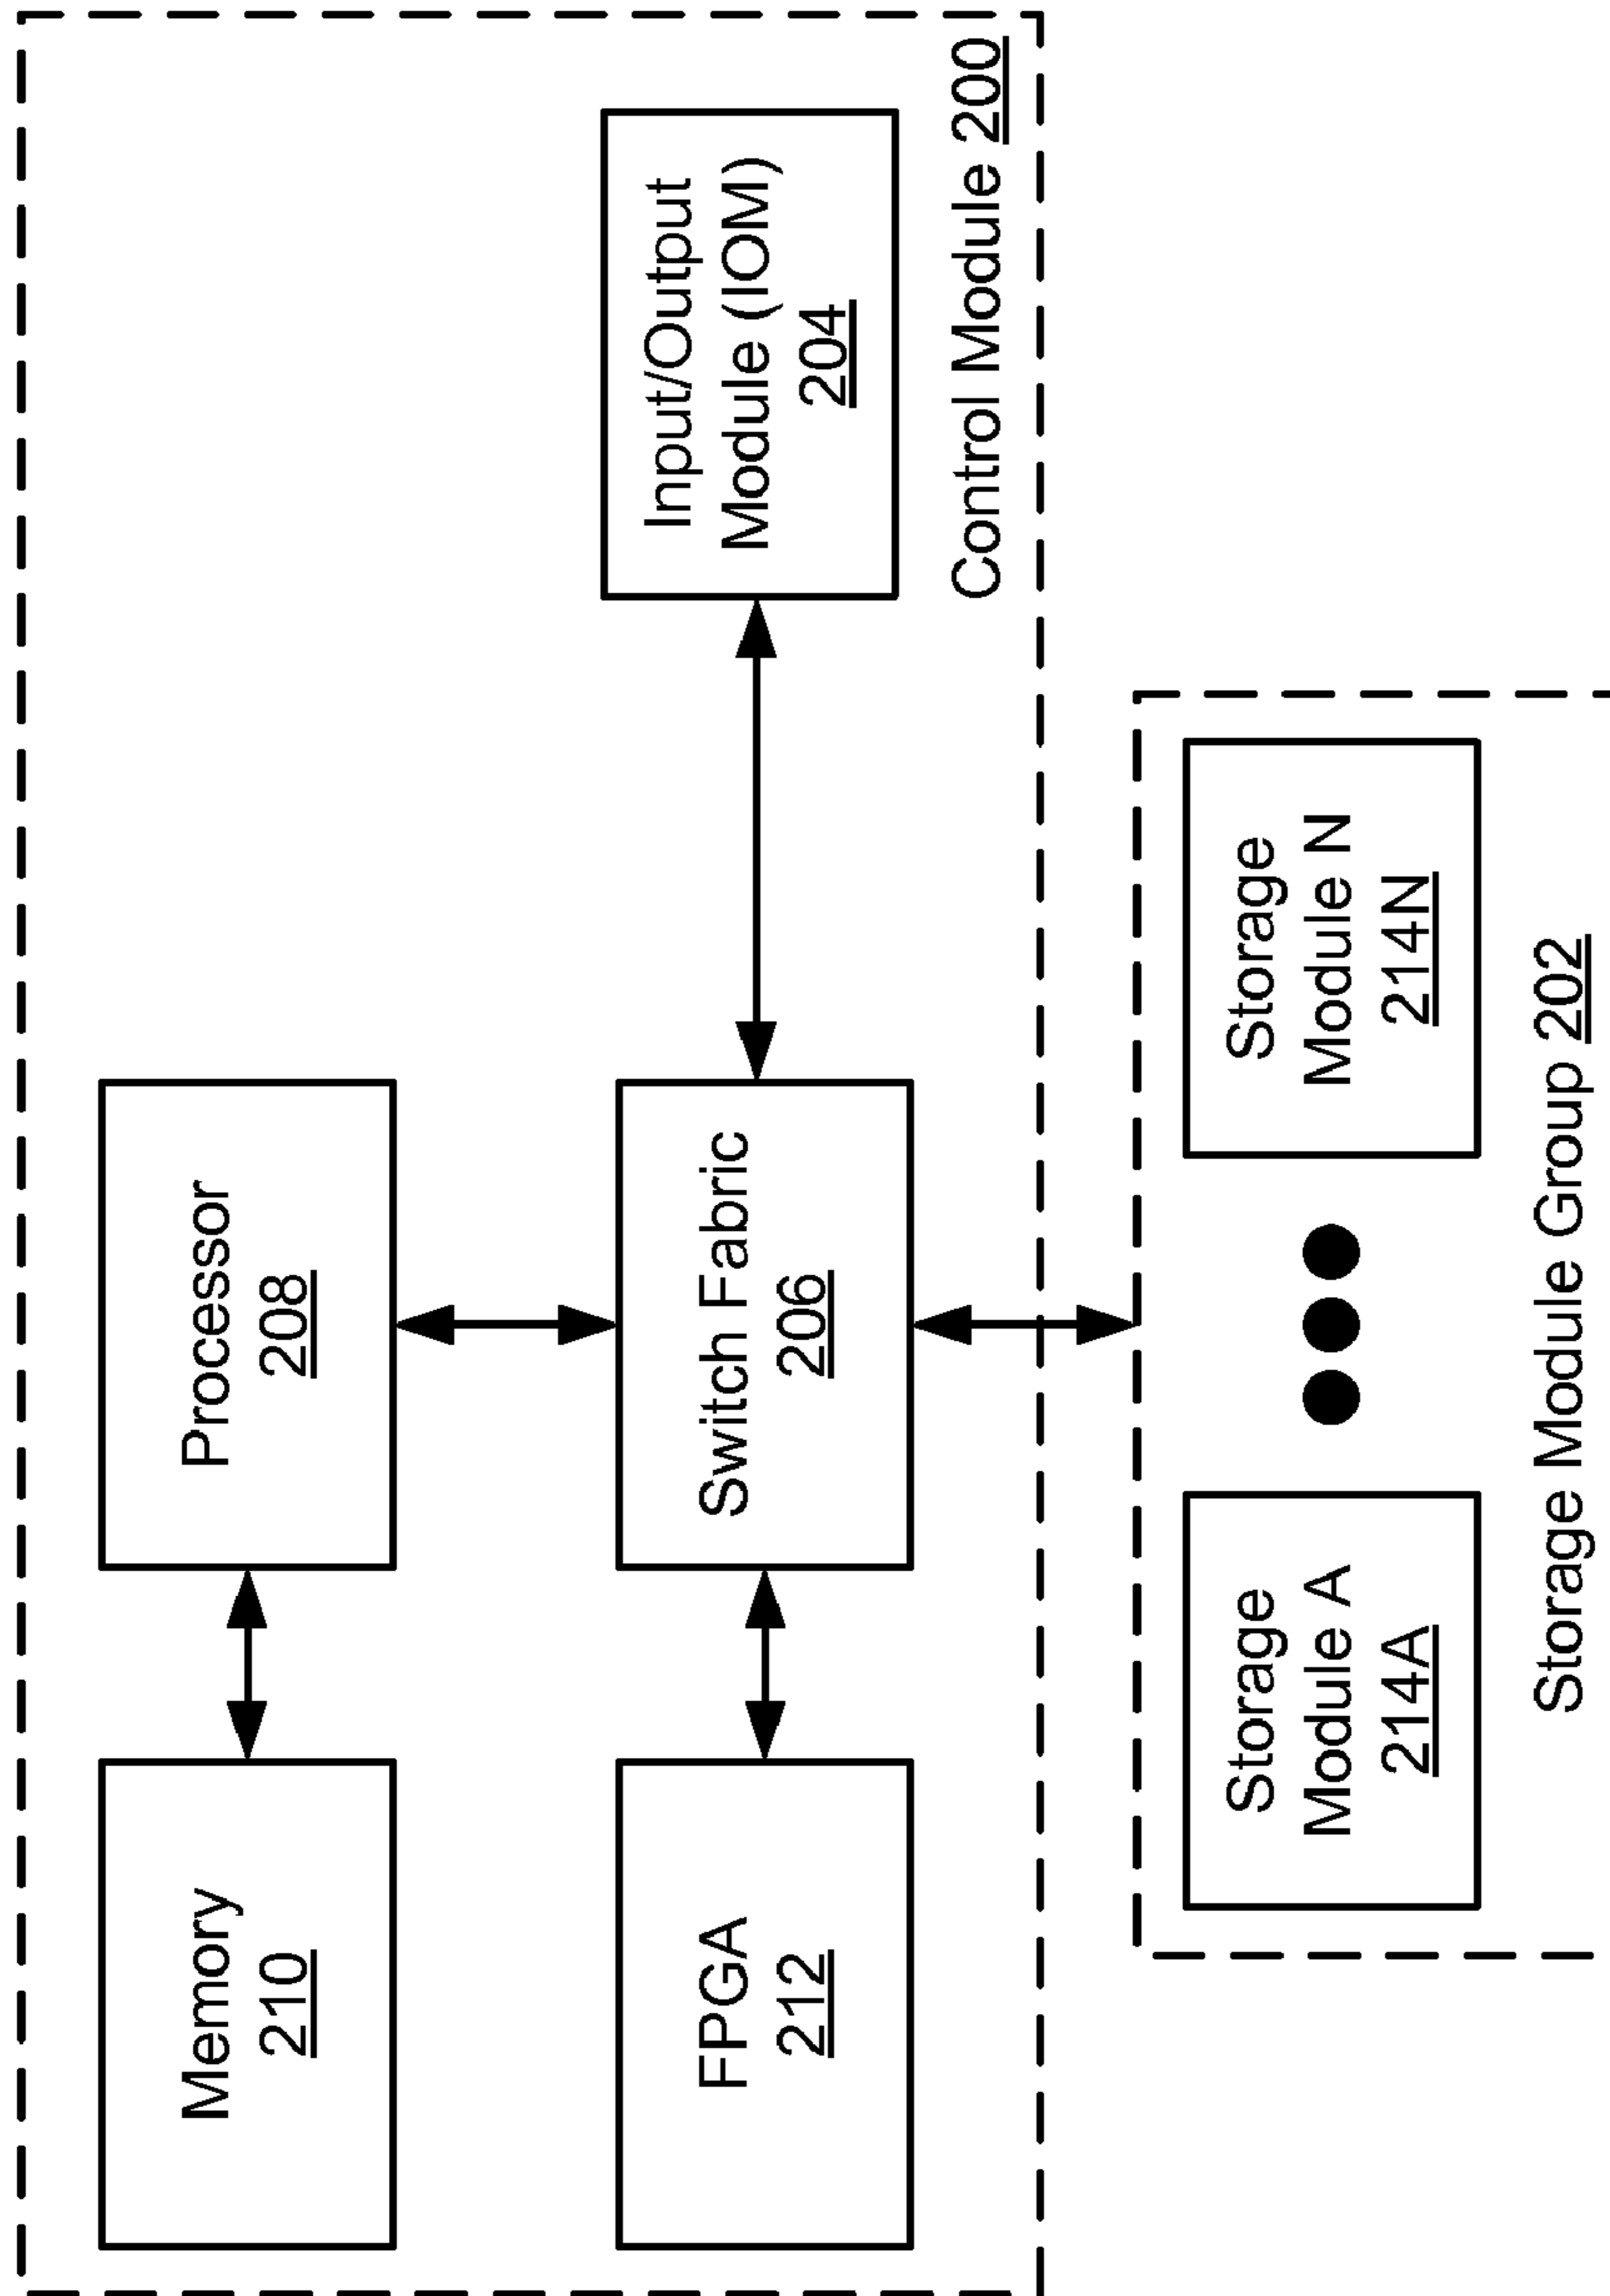 Memory
210
Processor
208
FPGA
212
Switch Fabric
206
Input/Output
Module (IOM)
204
Control Module 200
Storage
Module A
214A
Storage
Module N
214N
Storage Module Group 202